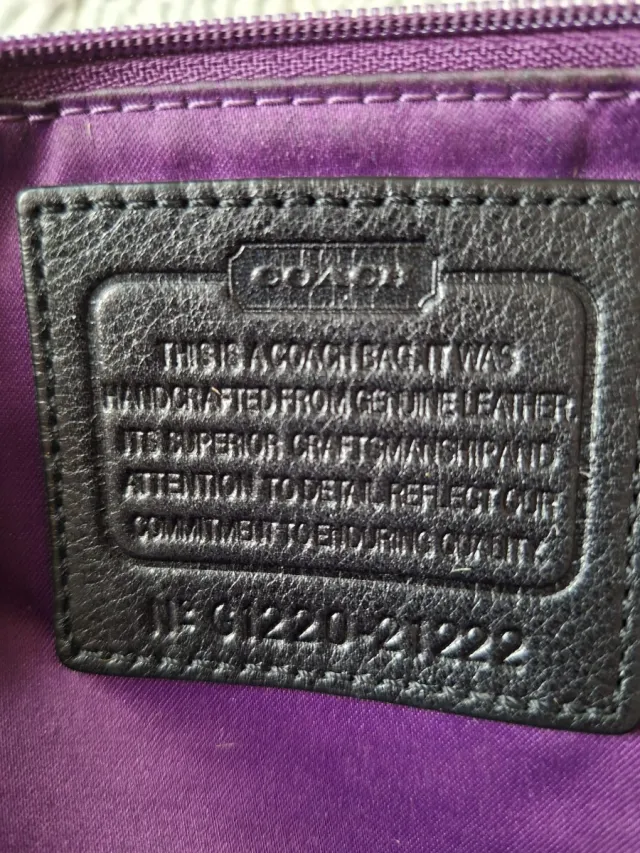 COACH
THIS IS A COACH BAG. IT WAS
HANDCRAFTED FROM GENUINE LEATHER.
ITS SUPERIOR CRAFTSMANSHIP AND
ATTENTION TO DETAIL REFLECT OUR
COMMITMENT TO ENDURING QUALITY.
Nº G1220-21222